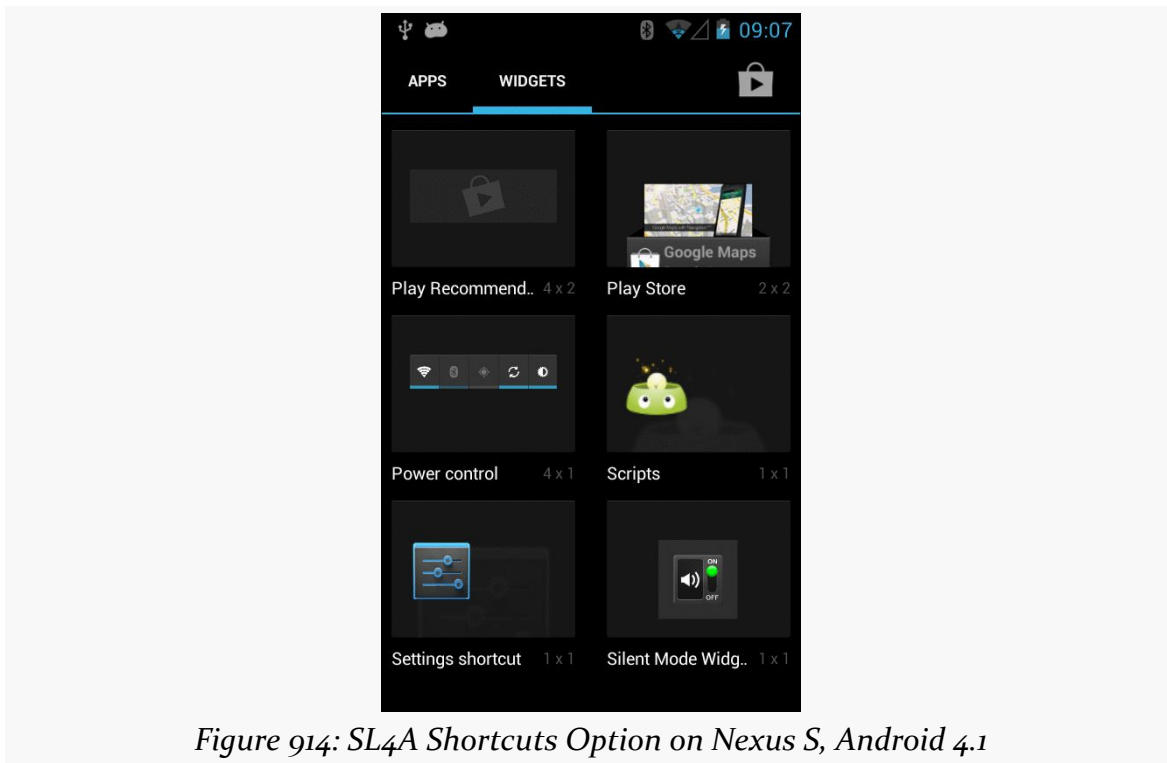 09:07
APPS WIDGETS
Google Maps
Play Recommend.. 4 x 2 Play Store 2 x 2
Power control 4 x 1 Scripts 1 x 1
ON
OFF
Settings shortcut 1 x 1 Silent Mode Widg.. 1 x 1
Figure 914: SL4A Shortcuts Option on Nexus S, Android 4.1